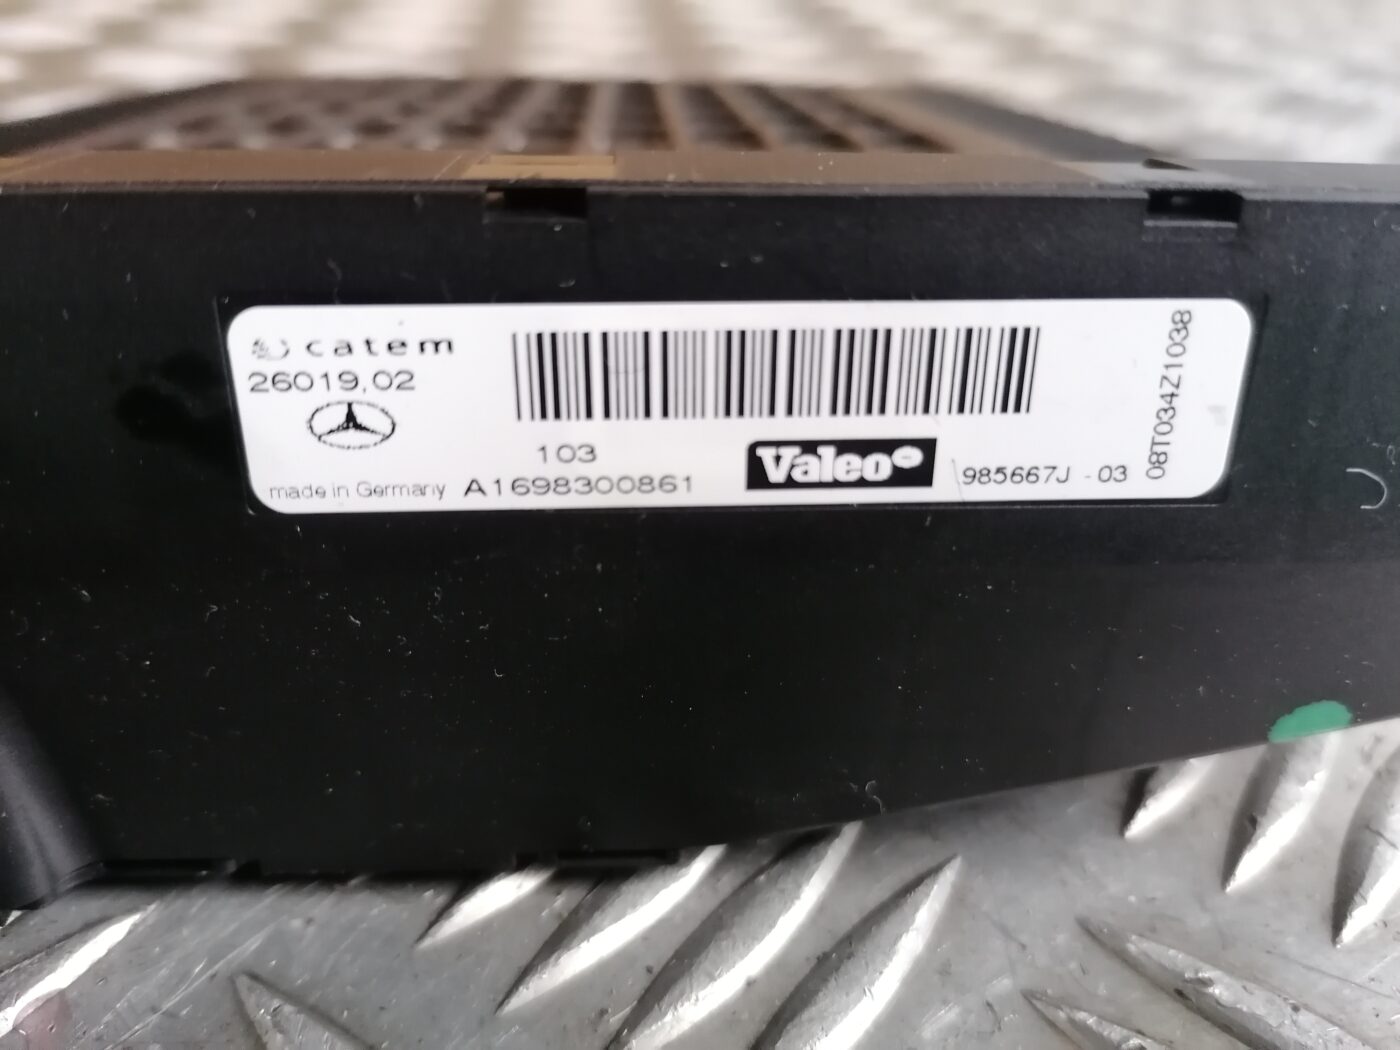 catem
26019,02
103
made in Germany A1698300861
Valeo
985667J - 03
08T034Z1038